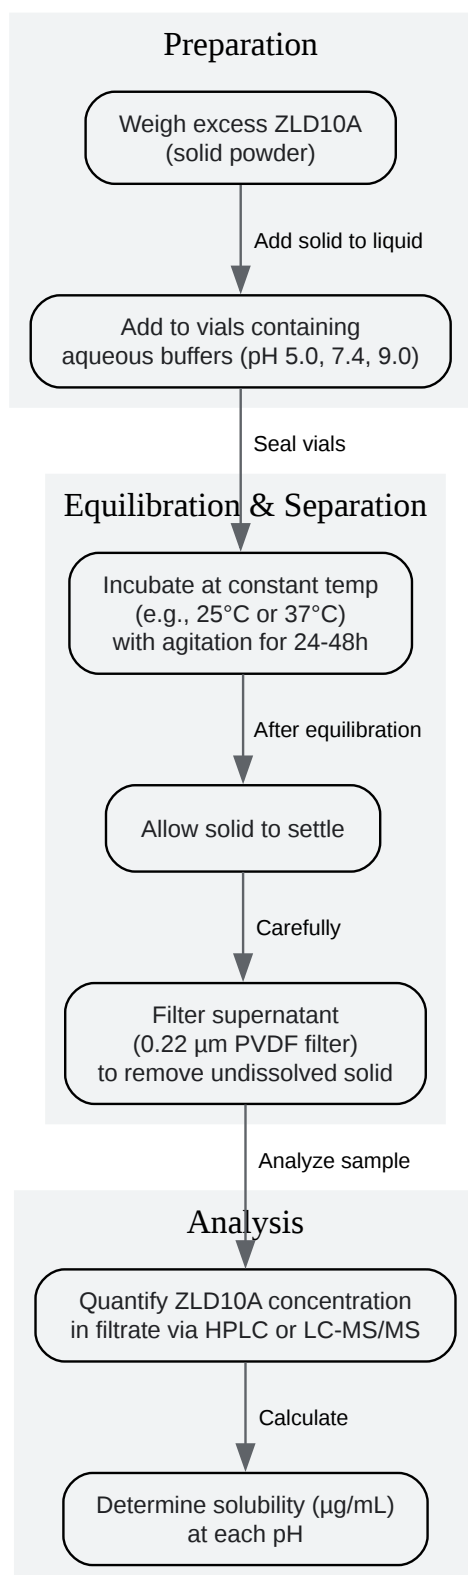 Preparation
Weigh excess ZLD10A
(solid powder)
Add solid to liquid
Add to vials containing
aqueous buffers (pH 5.0, 7.4, 9.0)
Seal vials
Equilibration & Separation
Incubate at constant temp
(e.g., 25°C or 37°C)
with agitation for 24-48h
After equilibration
Allow solid to settle
Carefully
Filter supernatant
(0.22 µm PVDF filter)
to remove undissolved solid
Analyze sample
Analysis
Quantify ZLD10A concentration
in filtrate via HPLC or LC-MS/MS
Calculate
Determine solubility (µg/mL)
at each pH